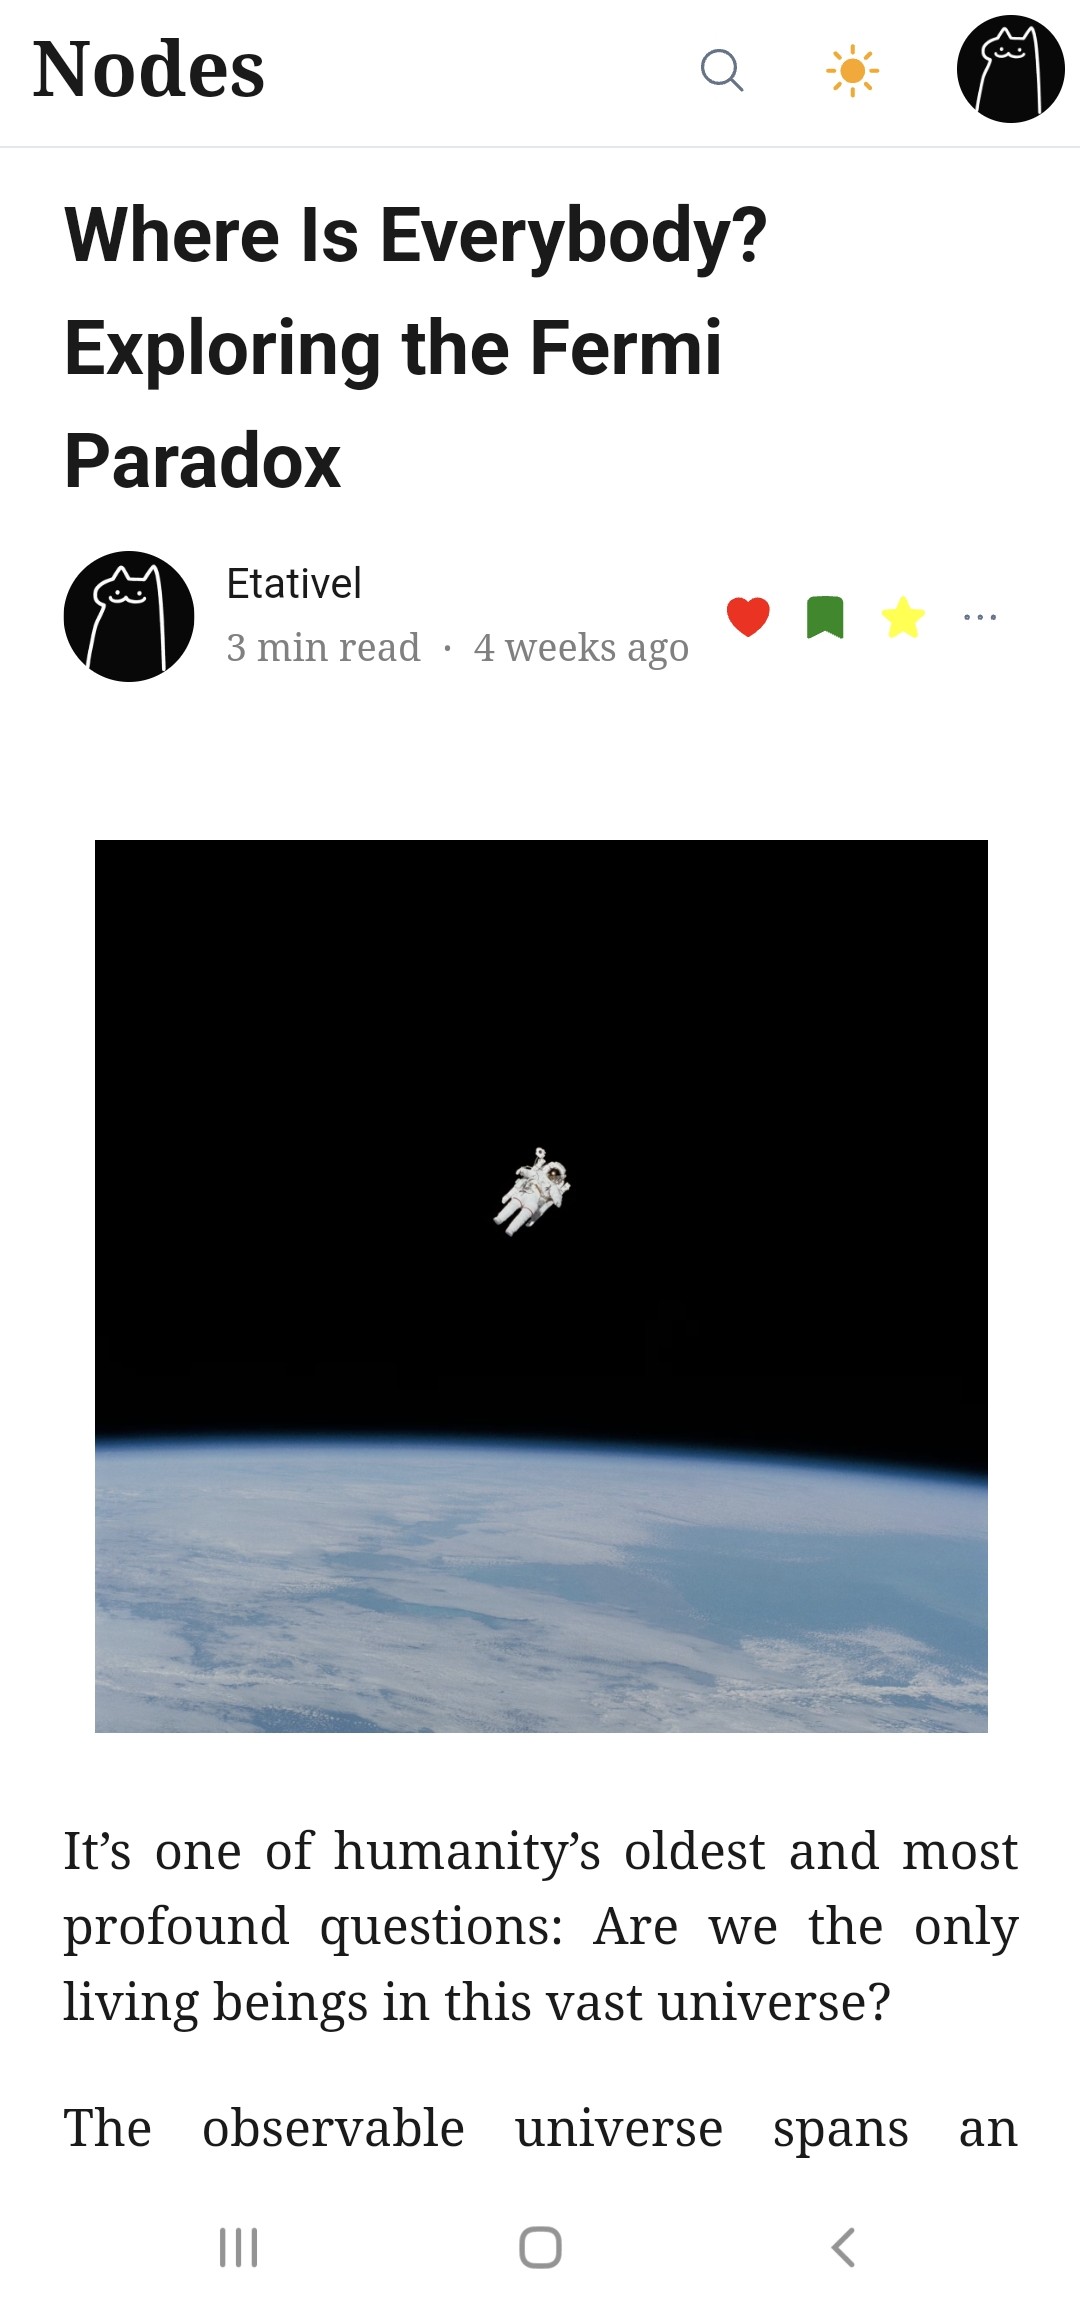 Nodes
Where Is Everybody?
Exploring the Fermi
Paradox
Etativel
3 min read · 4 weeks ago
It’s one of humanity’s oldest and most
profound questions: Are we the only
living beings in this vast universe?
The observable universe spans an